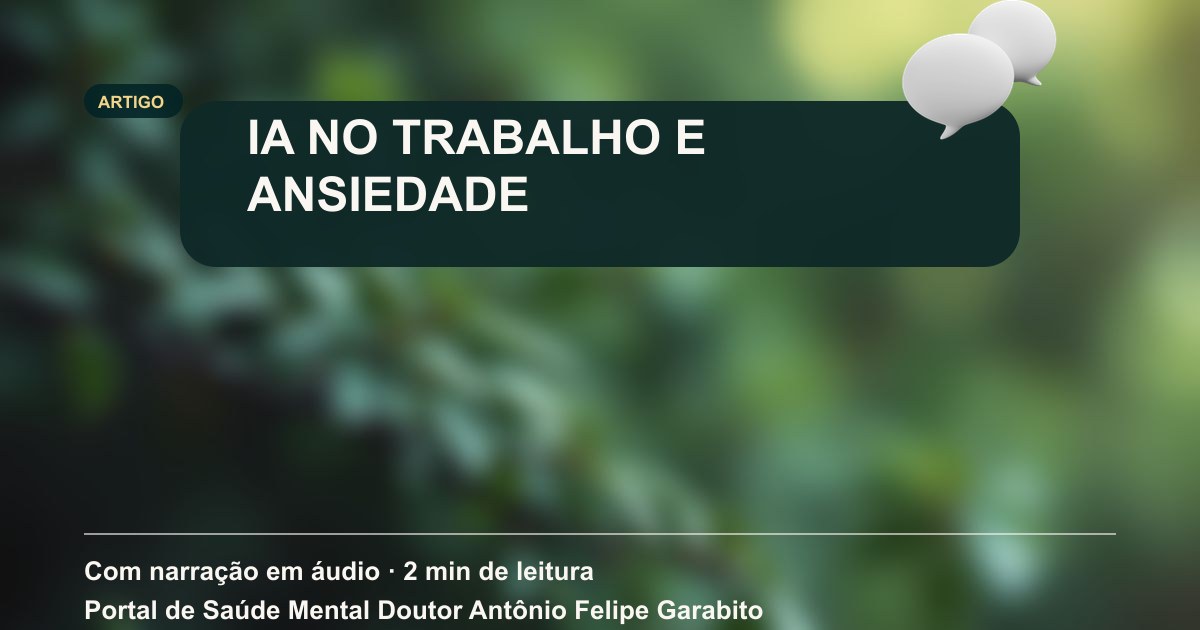 ARTIGO
IA NO TRABALHO E
ANSIEDADE
Com narração em áudio · 2 min de leitura
Portal de Saúde Mental Doutor Antônio Felipe Garabito